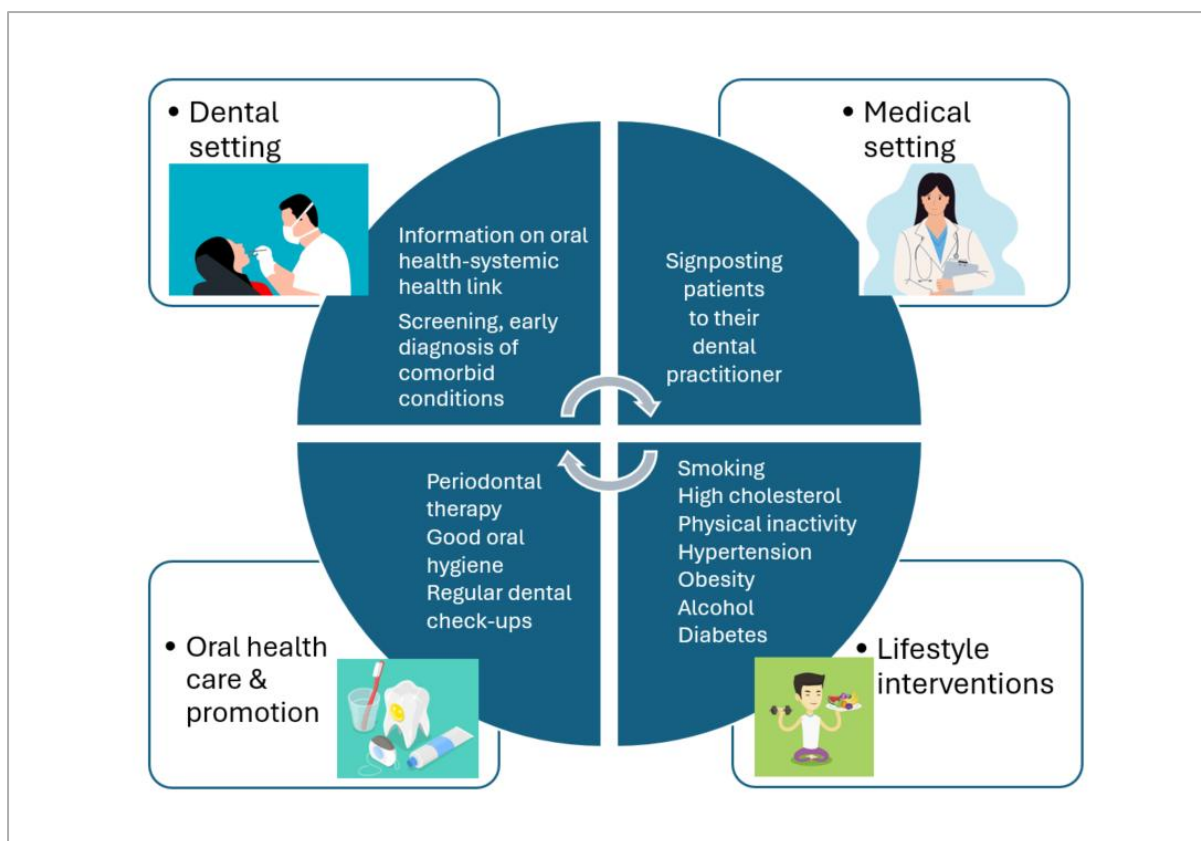 • Dental
setting
Information on oral
health-systemic
health link
Screening, early
diagnosis of
comorbid
conditions
• Medical
setting
Signposting
patients
to their
dental
practitioner
• Oral health
care &
promotion
Periodontal
therapy
Good oral
hygiene
Regular dental
check-ups
Smoking
High cholesterol
Physical inactivity
Hypertension
Obesity
Alcohol
Diabetes
• Lifestyle
interventions